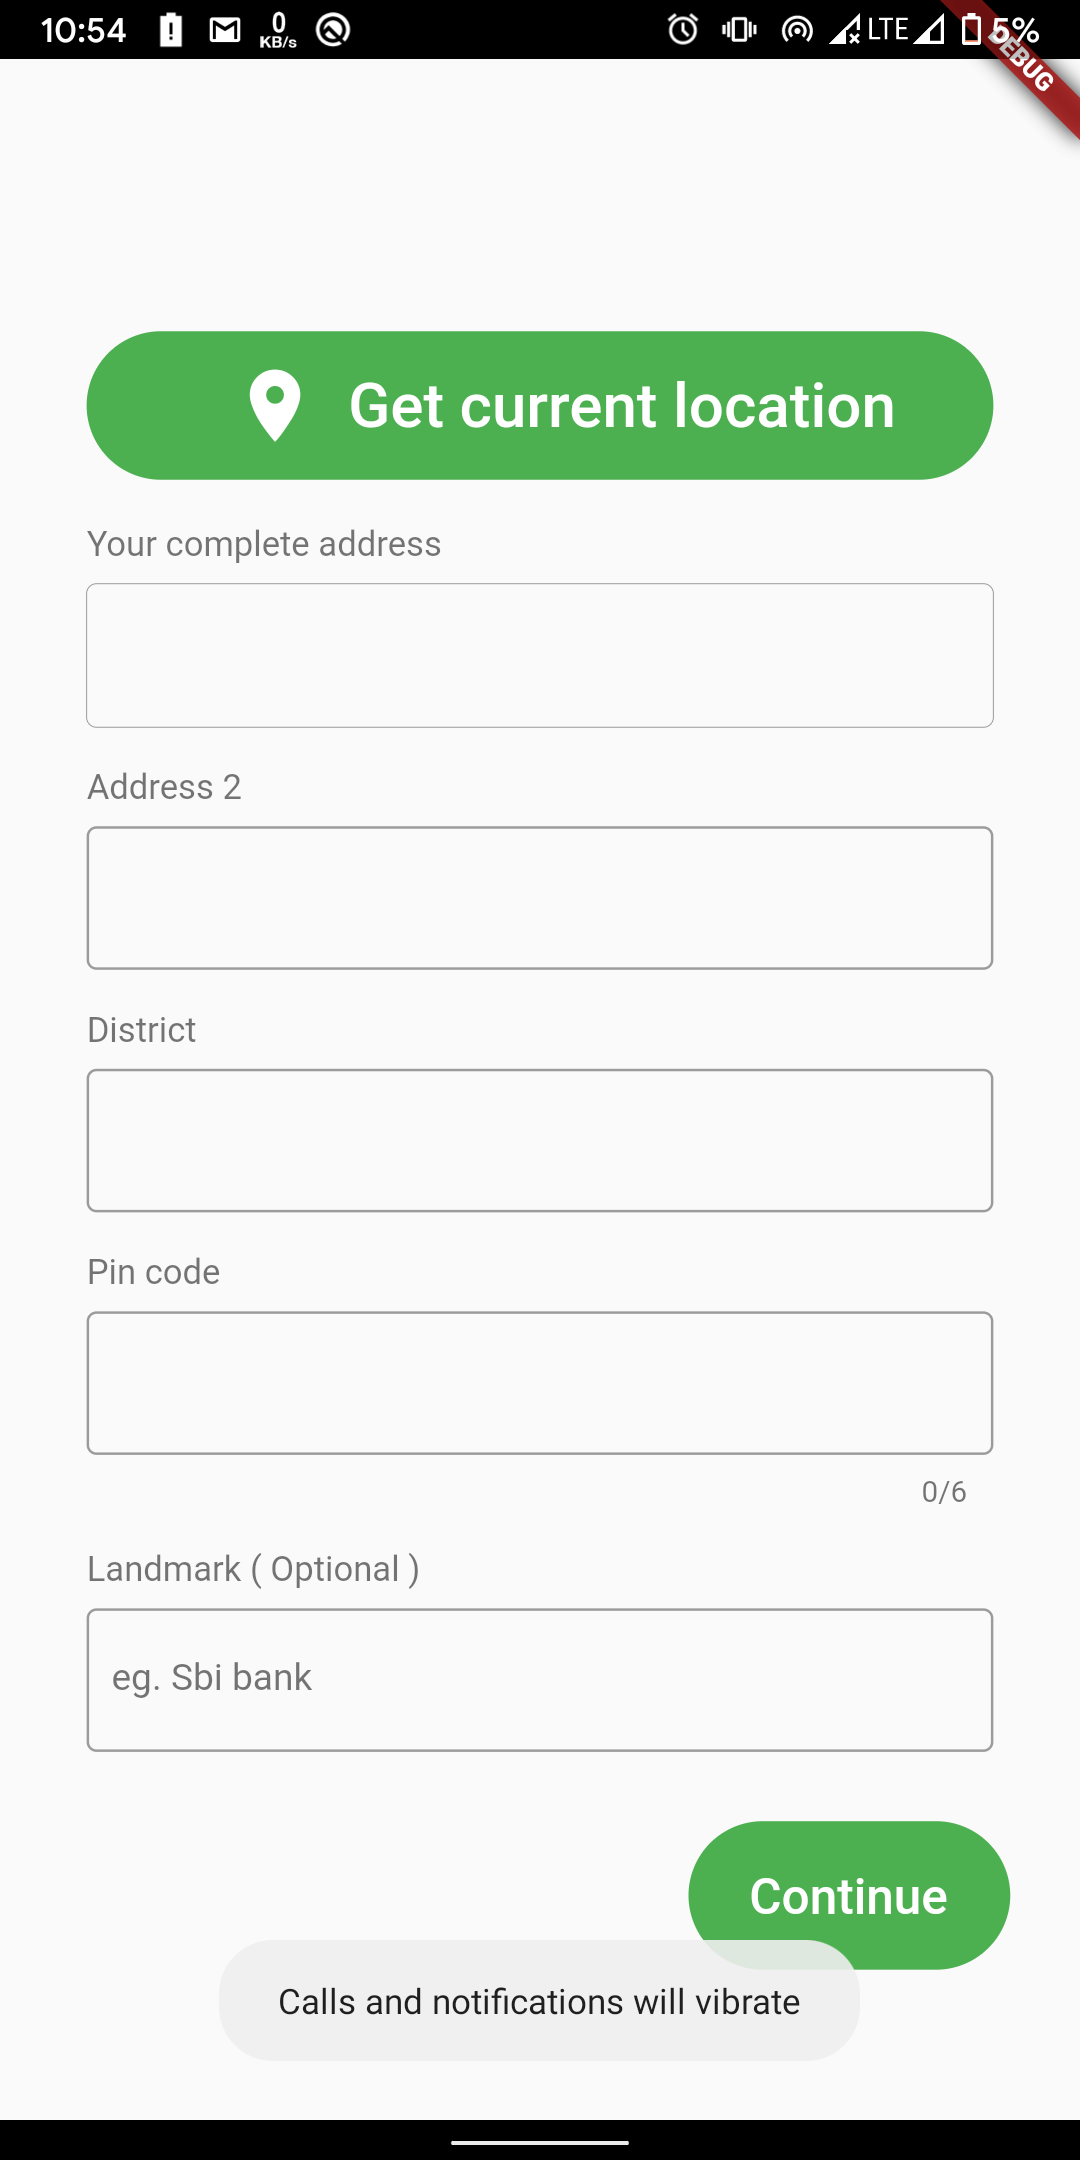 10:54 0 KB/s LTE 5%
DEBUG
Get current location
Your complete address
Address 2
District
Pin code
0/6
Landmark ( Optional )
eg. Sbi bank
Continue
Calls and notifications will vibrate